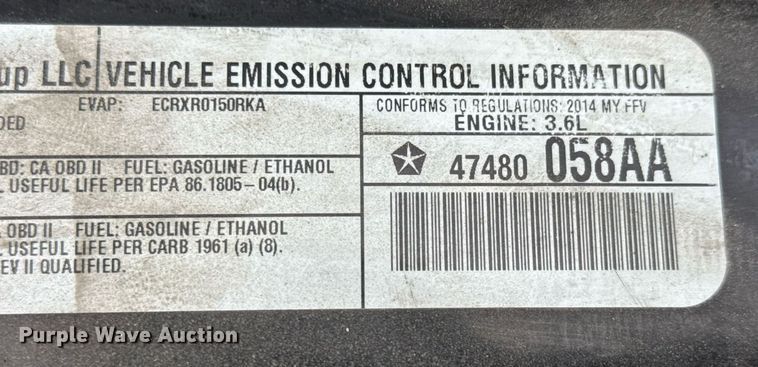 up LLC VEHICLE EMISSION CONTROL INFORMATION
EVAP: ECRXR0150RKA
DED
BD: CA OBD II FUEL: GASOLINE / ETHANOL
USEFUL LIFE PER EPA 86.1805-04(b).
OBD II FUEL: GASOLINE / ETHANOL
USEFUL LIFE PER CARB 1961 (a) (8).
EV II QUALIFIED.
CONFORMS TO REGULATIONS: 2014 MY FFV
ENGINE: 3.6L
47480 058AA
Purple Wave Auction